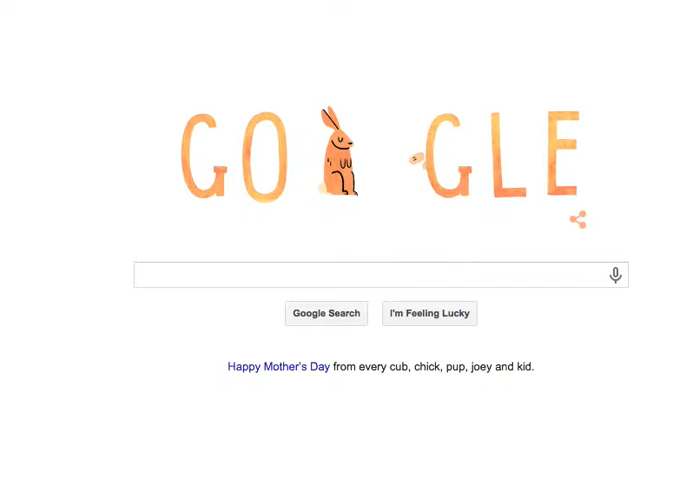 GO GLE
Google Search
I'm Feeling Lucky
Happy Mother's Day from every cub, chick, pup, joey and kid.